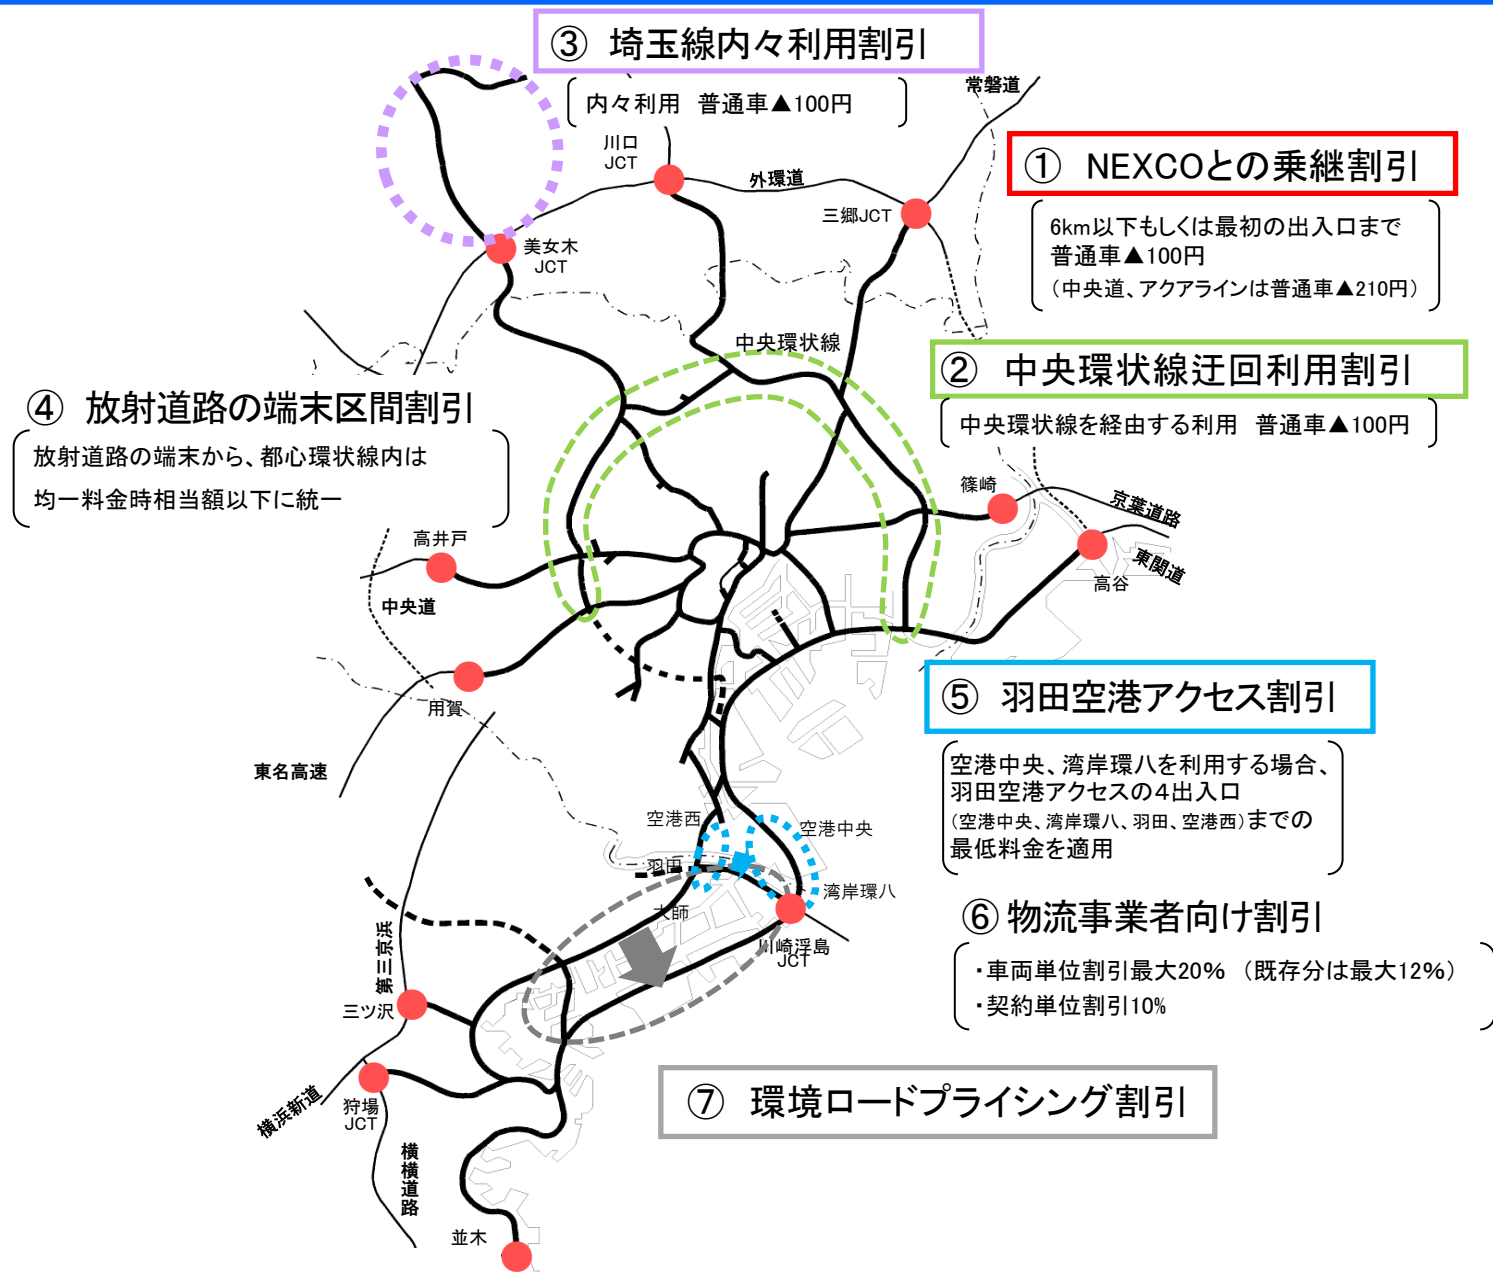 ③ 埼玉線内々利用割引
内々利用 普通車▲100円
常磐道
川口
JCT
外環道
三郷JCT
美女木
JCT
① NEXCOとの乗継割引
6km以下もしくは最初の出入口まで
普通車▲100円
(中央道、アクアラインは普通車▲210円)
中央環状線
② 中央環状線迂回利用割引
中央環状線を経由する利用 普通車▲100円
④ 放射道路の端末区間割引
放射道路の端末から、都心環状線内は
均一料金時相当額以下に統一
篠崎
京葉道路
東関道
高谷
高井戸
中央道
用賀
東名高速
⑤ 羽田空港アクセス割引
空港中央、湾岸環八を利用する場合、
羽田空港アクセスの4出入口
(空港中央、湾岸環八、羽田、空港西)までの
最低料金を適用
空港西
空港中央
羽田
湾岸環八
大師
川崎浮島
JCT
⑥ 物流事業者向け割引
・車両単位割引最大20% (既存分は最大12%)
・契約単位割引10%
第三京浜
三ツ沢
⑦ 環境ロードプライシング割引
横浜新道
狩場
JCT
横横道路
並木